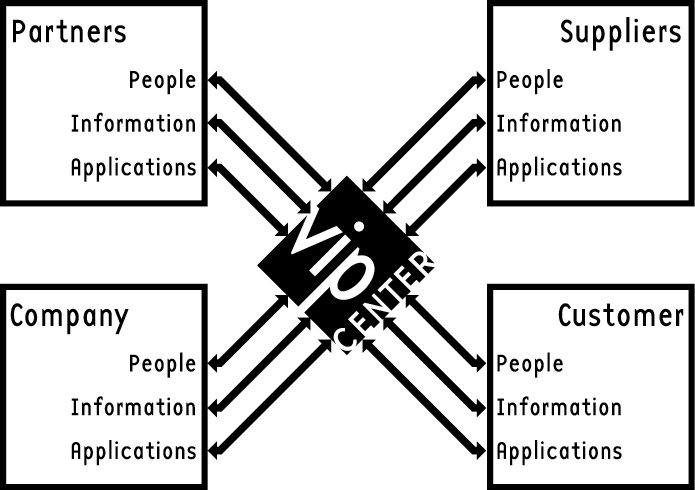 Partners
People
Information
Applications
Suppliers
People
Information
Applications
vip
CENTER
Company
People
Information
Applications
Customer
People
Information
Applications